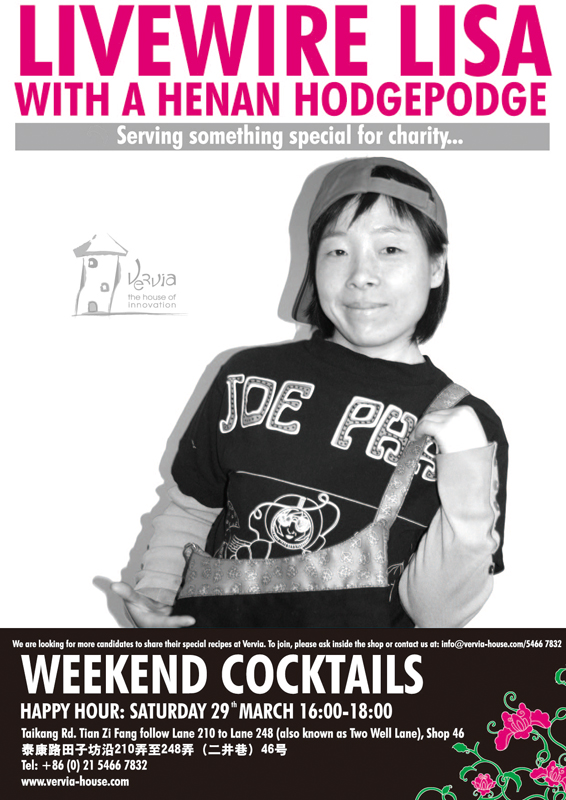 LIVEWIRE LISA
WITH A HENAN HODGEPODGE
Serving something special for charity...
Vervia
the house of
innovation
JOE PAA
We are looking for more candidates to share their special recipes at Vervia. To join, please ask inside the shop or contact us at: info@vervia-house.com/5466 7832
WEEKEND COCKTAILS
HAPPY HOUR: SATURDAY 29th MARCH 16:00-18:00
Taikang Rd. Tian Zi Fang follow Lane 210 to Lane 248 (also known as Two Well Lane), Shop 46
泰康路田子坊沿210弄至248弄（二井巷）46号
Tel: +86 (0) 21 5466 7832
www.vervia-house.com